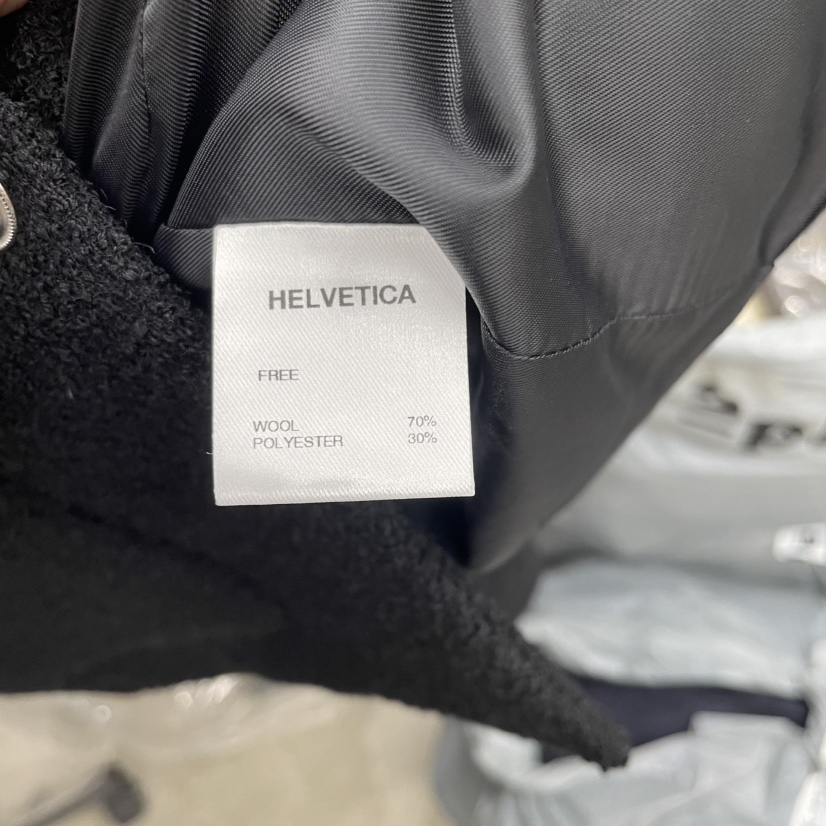 HELVETICA
FREE
WOOL 70%
POLYESTER 30%